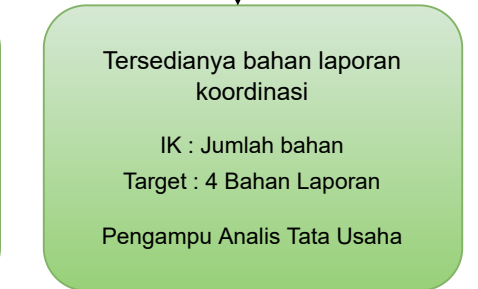 Tersedianya bahan laporan
koordinasi
IK : Jumlah bahan
Target : 4 Bahan Laporan
Pengampu Analis Tata Usaha